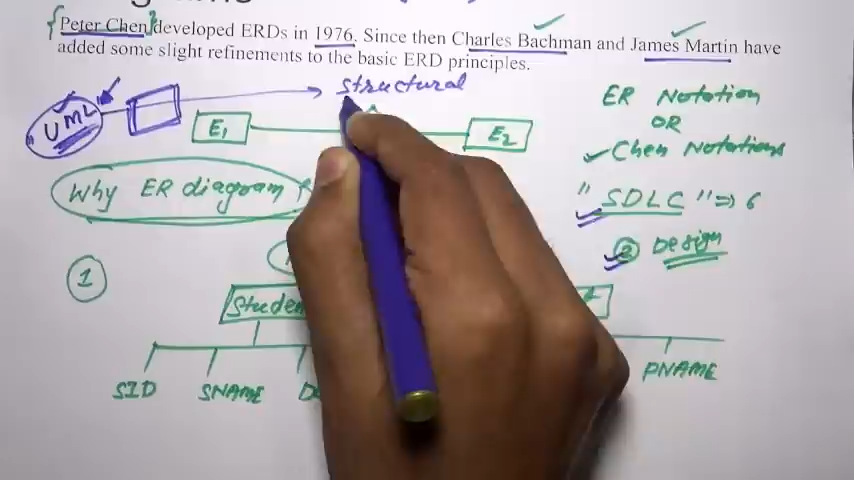 {Peter Chen} developed ERDs in 1976. Since then Charles Bachman and James Martin have
added some slight refinements to the basic ERD principles.
"UML
structural
E1
E2
ER Notation
OR
Chen Notations
Why ER diagram
"SDLC" => 6
② Design
①
SID
SNAME
PNAME